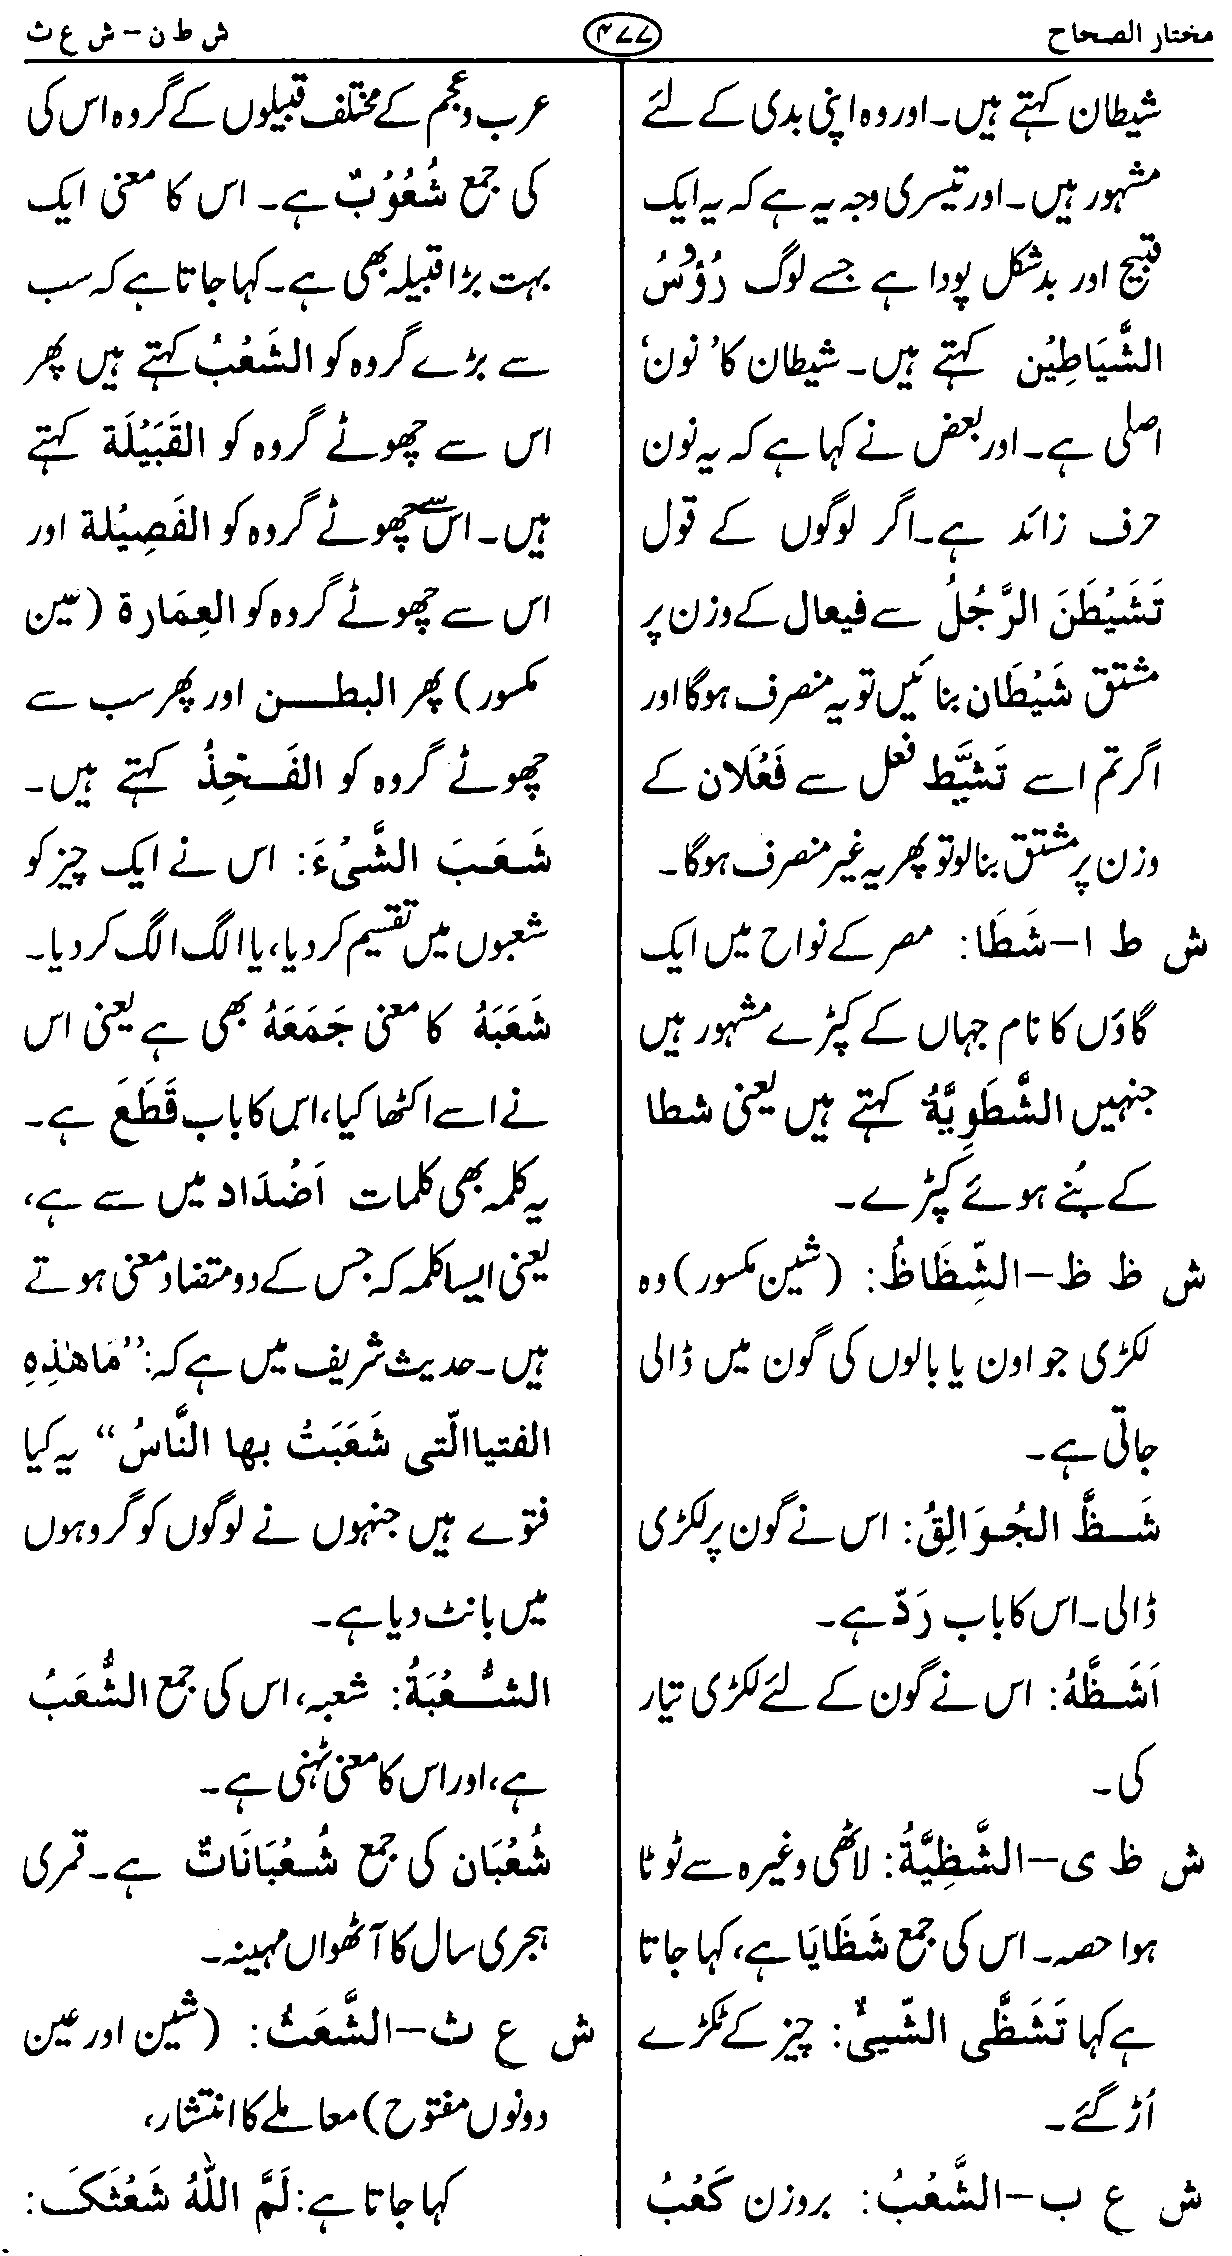 مختار الصحاح
۴۷۷
ش ط ن – ش ع ث
شیطان کہتے ہیں۔ اور وہ اپنی بدی کے لئے
مشہور ہیں۔ اور تیسری وجہ یہ ہے کہ یہ ایک
قبیح اور بدشکل پودا ہے جسے لوگ رُؤُوسُ
الشَّیَاطِیْن کہتے ہیں۔ شیطان کا ’نون‘
اصلی ہے۔ اور بعض نے کہا ہے کہ یہ نون
حرف زائد ہے۔ اگر لوگوں کے قول
تَشَیْطَنَ الرَّجُلُ سے فیعال کے وزن پر
مشتق شَیْطَان بنائیں تو یہ منصرف ہوگا اور
اگر تم اسے تَشَیَّط فعل سے فَعْلَان کے
وزن پر مشتق بنا لو تو پھر یہ غیر منصرف ہوگا۔
ش ط ا – شَطَا: مصر کے نواح میں ایک
گاؤں کا نام جہاں کے کپڑے مشہور ہیں
جنہیں الشَّطَوِیَّةُ کہتے ہیں یعنی شطا
کے بُنے ہوئے کپڑے۔
ش ظ ظ – الشِّظَاظُ: (شین مکسور) وہ
لکڑی جو اون یا بالوں کی گون میں ڈالی
جاتی ہے۔
شَظَّ الجُوَالِقُ: اس نے گون پر لکڑی
ڈالی۔ اس کا باب رَدّ ہے۔
اَشَظَّهُ: اس نے گون کے لئے لکڑی تیار
کی۔
ش ظ ی – الشَّظِیَّةُ: لاٹھی وغیرہ سے ٹوٹا
ہوا حصہ۔ اس کی جمع شَظَایَا ہے، کہا جاتا
ہے کہا تَشَظَّی الشَّیئُ: چیز کے ٹکڑے
اُڑ گئے۔
ش ع ب – الشَّعْبُ: بروزن کَعْبُ
عرب و عجم کے مختلف قبیلوں کے گروہ اس کی
کی جمع شُعُوْبٌ ہے۔ اس کا معنی ایک
بہت بڑا قبیلہ بھی ہے۔ کہا جاتا ہے کہ سب
سے بڑے گروہ کو الشَعْبُ کہتے ہیں پھر
اس سے چھوٹے گروہ کو القَبِیْلَة کہتے
ہیں۔ اس سے چھوٹے گروہ کو الفَصِیْلة اور
اس سے چھوٹے گروہ کو العِمَارة (عین
مکسور) پھر البطن اور پھر سب سے
چھوٹے گروہ کو الفَخِذُ کہتے ہیں۔
شَعَبَ الشَّیْءَ: اس نے ایک چیز کو
شعبوں میں تقسیم کر دیا، یا الگ الگ کر دیا۔
شَعَبَهُ کا معنی جَمَعَهُ بھی ہے یعنی اس
نے اسے اکٹھا کیا، اس کا باب قَطَعَ ہے۔
یہ کلمہ بھی کلمات اَضْدَاد میں سے ہے،
یعنی ایسا کلمہ کہ جس کے دو متضاد معنی ہوتے
ہیں۔ حدیث شریف میں ہے کہ: ’’مَا هٰذِهِ
الفتیا الّتی شَعَبَتْ بها النَّاسُ‘‘ یہ کیا
فتوے ہیں جنہوں نے لوگوں کو گروہوں
میں بانٹ دیا ہے۔
الشُّعْبَةُ: شعبہ، اس کی جمع الشُّعَبُ
ہے، اور اس کا معنی ٹہنی ہے۔
شُعْبَان کی جمع شُعْبَانَاتٌ ہے۔ قمری
ہجری سال کا آٹھواں مہینہ۔
ش ع ث – الشَّعَثُ: (شین اور عین
دونوں مفتوح) معاملے کا انتشار،
کہا جاتا ہے: لَمَّ اللّٰهُ شَعْثَکَ: